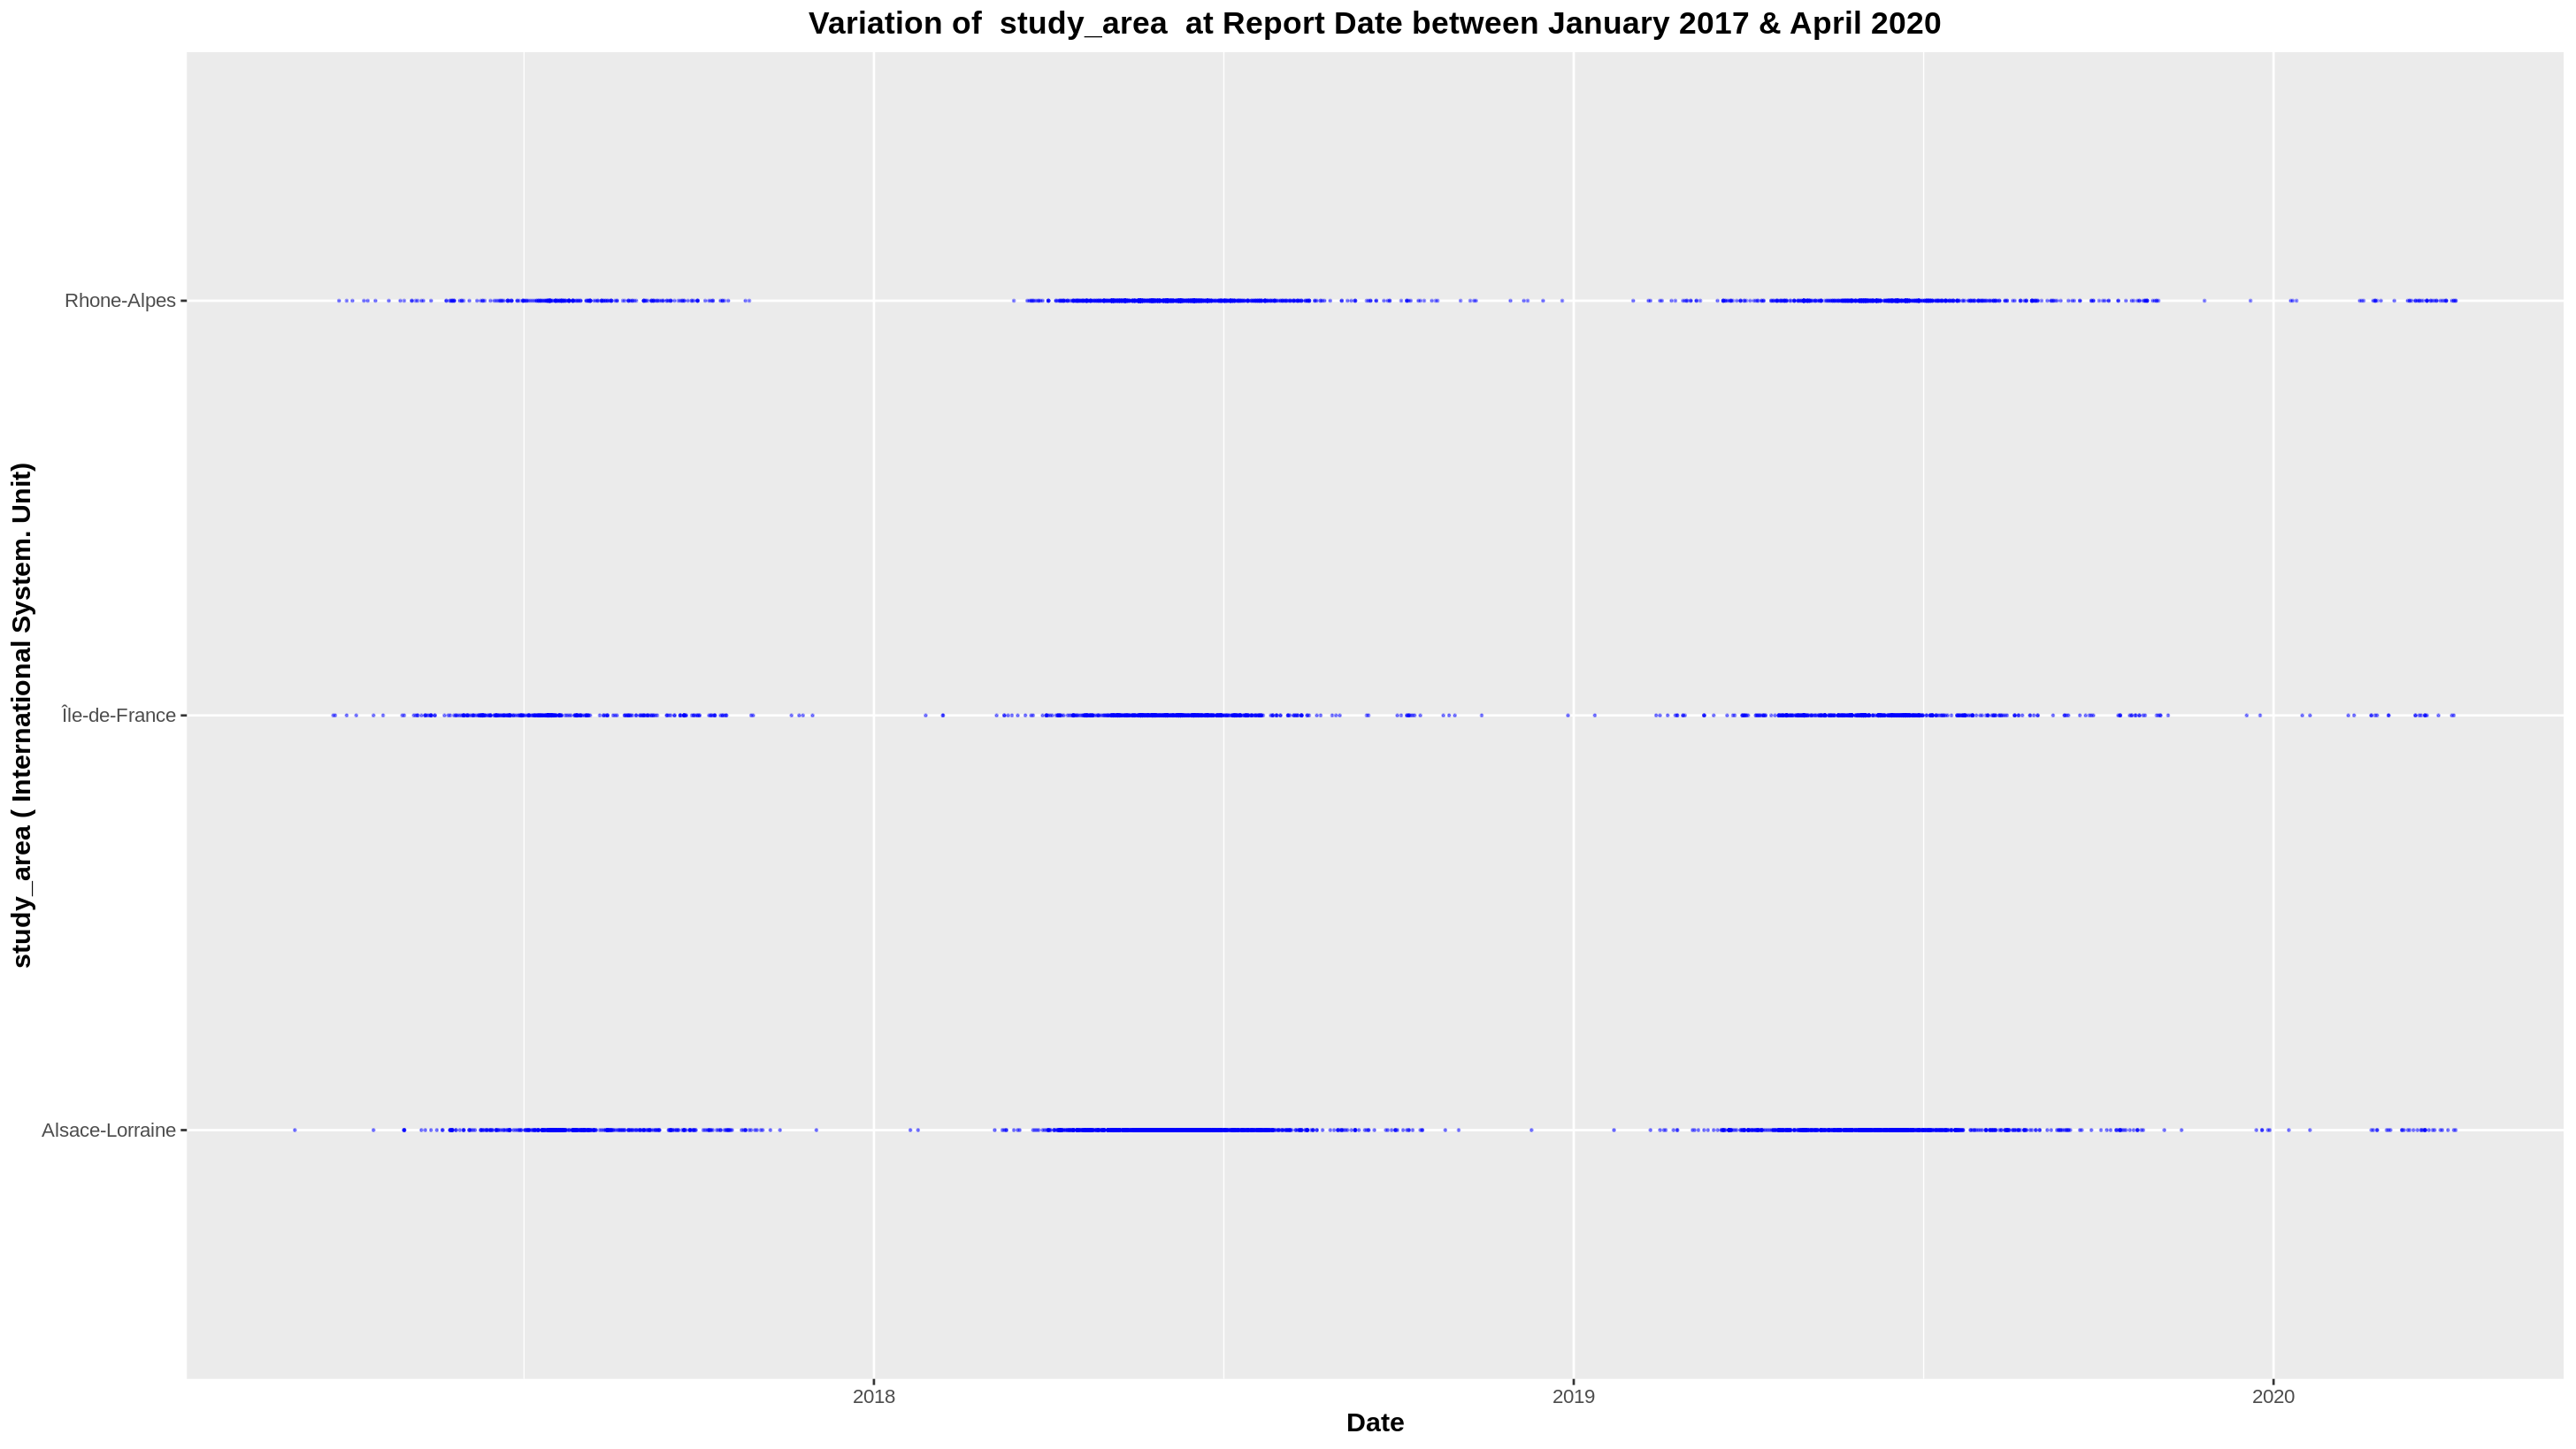 Variation of  study_area  at Report Date between January 2017 & April 2020
study_area ( International System. Unit)
Rhone-Alpes
Île-de-France
Alsace-Lorraine
2018
2019
2020
Date